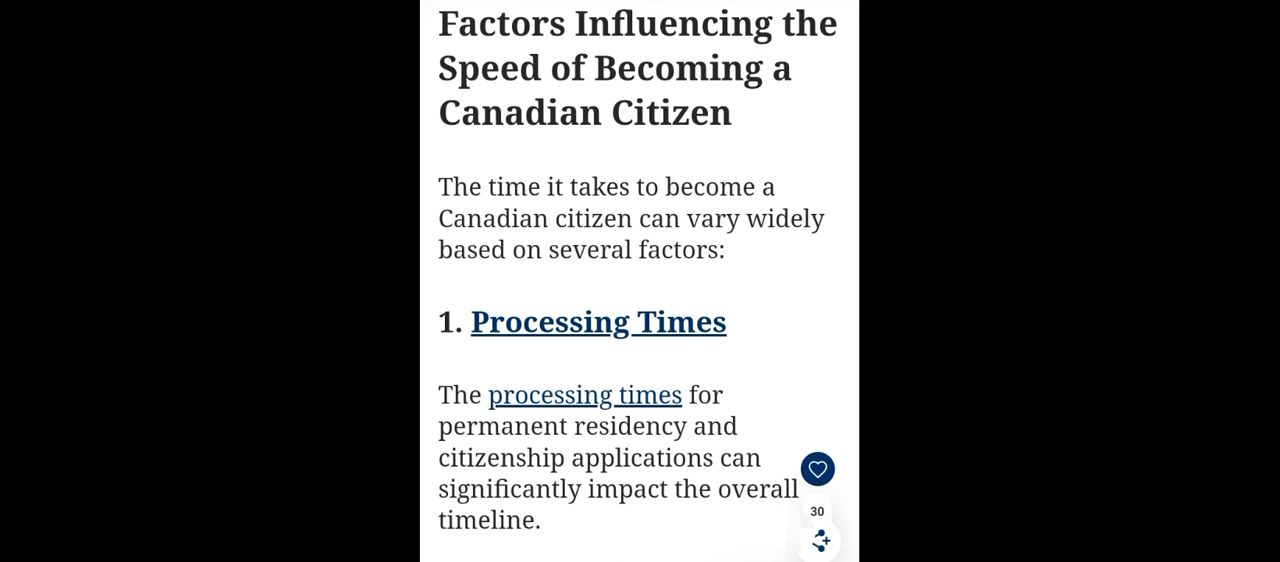 Factors Influencing the
Speed of Becoming a
Canadian Citizen
The time it takes to become a
Canadian citizen can vary widely
based on several factors:
1. Processing Times
The processing times for
permanent residency and
citizenship applications can
significantly impact the overall
timeline.
30